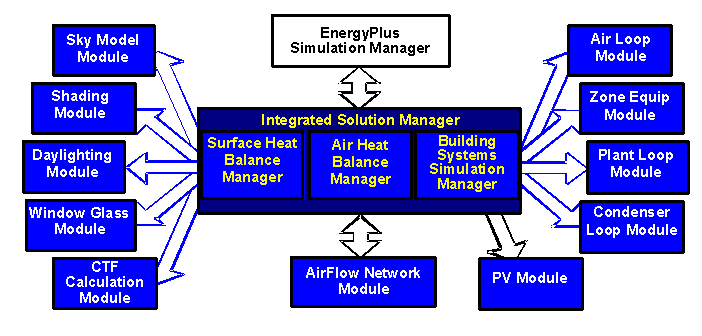 EnergyPlus
Simulation Manager
Sky Model
Module
Shading
Module
Daylighting
Module
Window Glass
Module
CTF
Calculation
Module
Integrated Solution Manager
Surface Heat
Balance
Manager
Air Heat
Balance
Manager
Building
Systems
Simulation
Manager
AirFlow Network
Module
PV Module
Air Loop
Module
Zone Equip
Module
Plant Loop
Module
Condenser
Loop Module